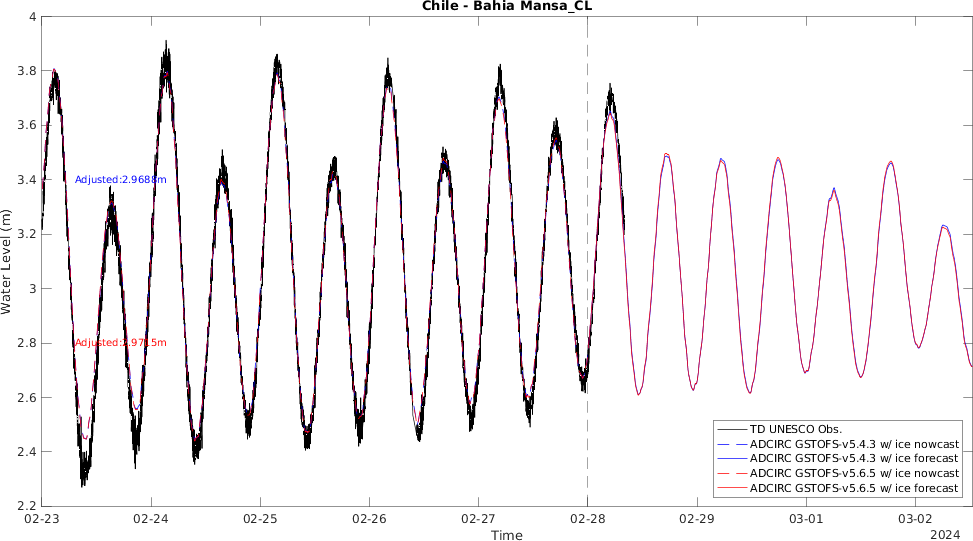 Chile - Bahia Mansa_CL
Water Level (m)
4
3.8
3.6
3.4
3.2
3
2.8
2.6
2.4
2.2
Adjusted:2.9688m
TD UNESCO Obs.
ADCIRC GSTOFS-v5.4.3 w/ ice nowcast
ADCIRC GSTOFS-v5.4.3 w/ ice forecast
ADCIRC GSTOFS-v5.6.5 w/ ice nowcast
ADCIRC GSTOFS-v5.6.5 w/ ice forecast
02-23 02-24 02-25 02-26 02-27 02-28 02-29 03-01 03-02
Time
2024